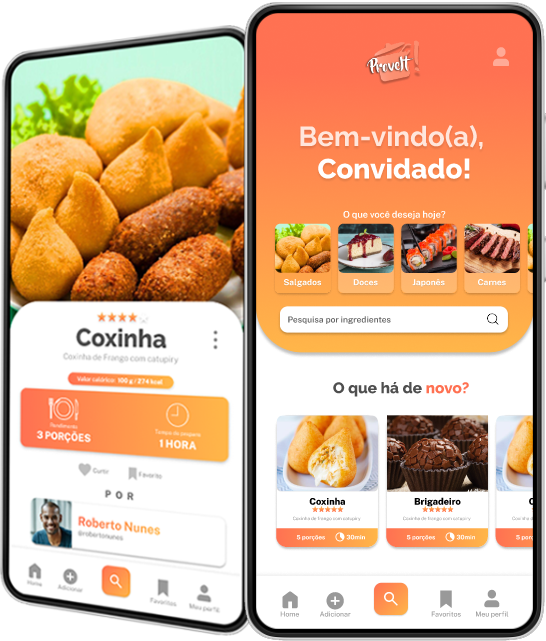 Coxinha
Coxinha de Frango com catupiry
Valor calórico: 100 g / 274 kcal
Rendimento
3 PORÇÕES
Tempo de preparo
1 HORA
Curtir
Favorito
POR
Roberto Nunes
@robertonunes
Home
Adicionar
Favoritos
Meu perfil
ProveIt!
Bem-vindo(a),
Convidado!
O que você deseja hoje?
Salgados
Doces
Japonês
Carnes
Pesquisa por ingredientes
O que há de novo?
Coxinha
Coxinha de frango com catupiry
5 porções
30min
Brigadeiro
Coxinha de frango com catupiry
5 porções
30min
C
5 porç
Home
Adicionar
Favoritos
Meu perfil